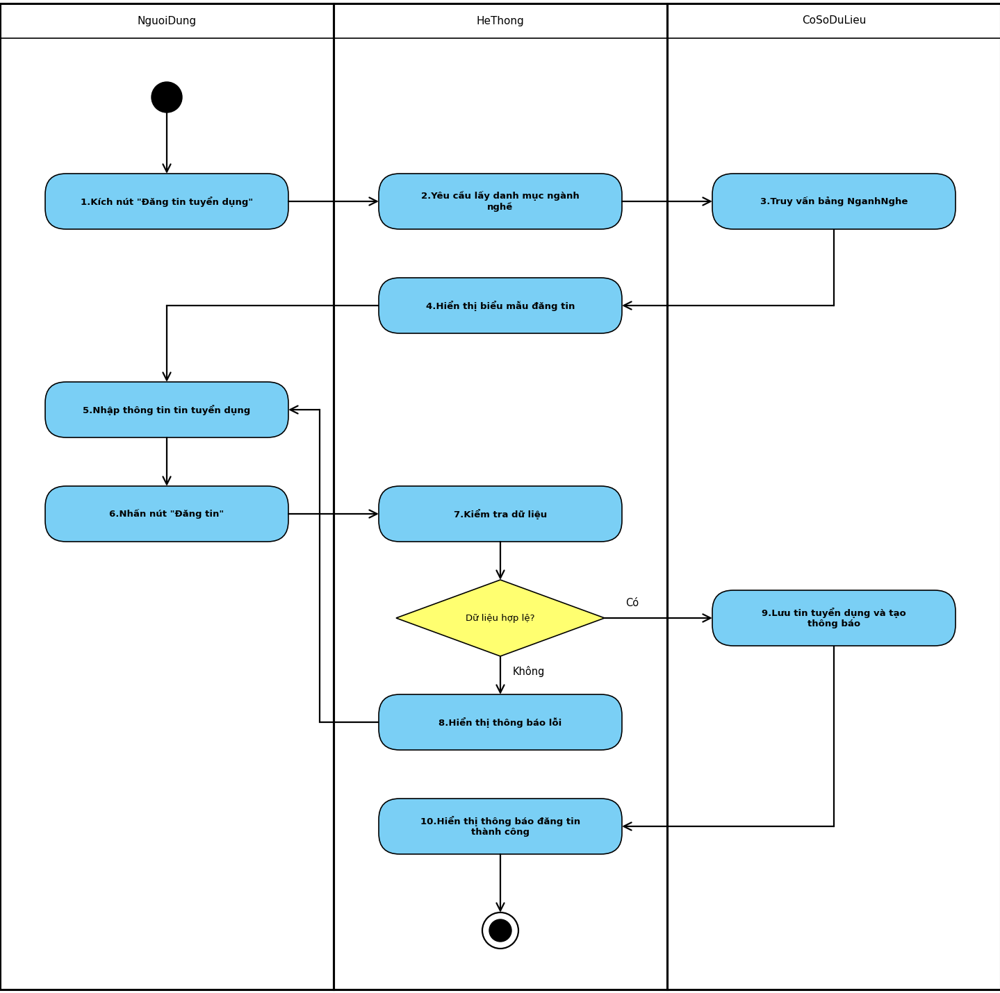 NguoiDung
HeThong
CoSoDuLieu
1.Kích nút "Đăng tin tuyển dụng"
2.Yêu cầu lấy danh mục ngành
nghề
3.Truy vấn bảng NganhNghe
4.Hiển thị biểu mẫu đăng tin
5.Nhập thông tin tin tuyển dụng
6.Nhấn nút "Đăng tin"
7.Kiểm tra dữ liệu
Dữ liệu hợp lệ?
Có
9.Lưu tin tuyển dụng và tạo
thông báo
Không
8.Hiển thị thông báo lỗi
10.Hiển thị thông báo đăng tin
thành công